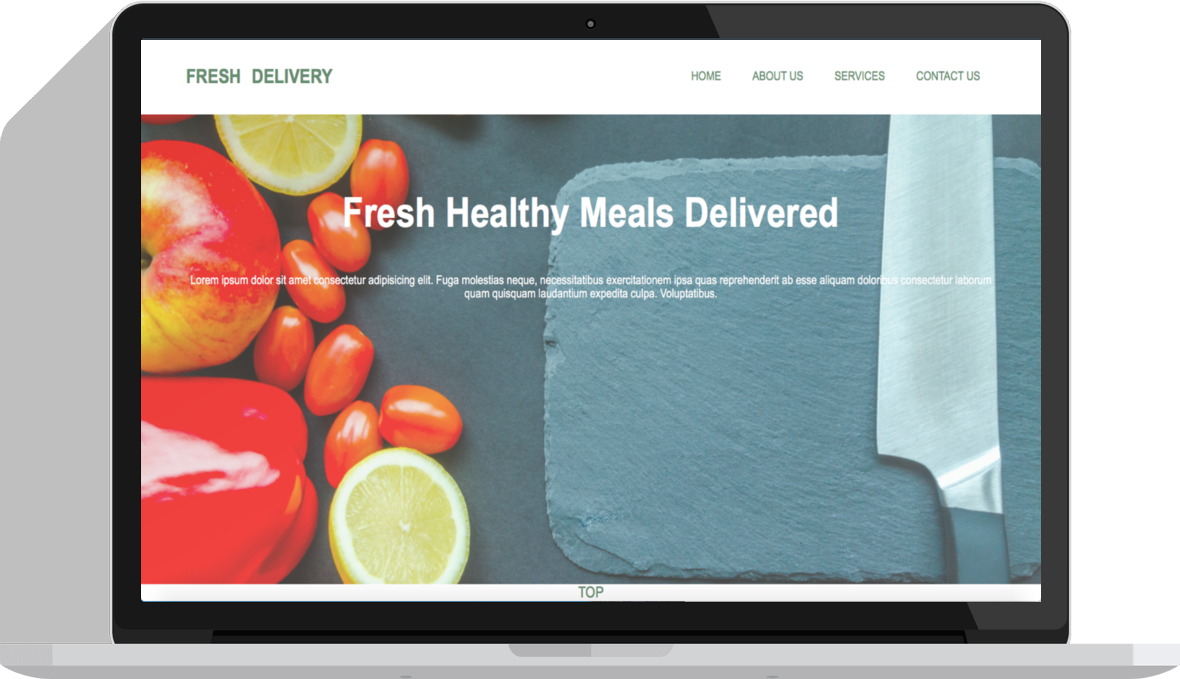 FRESH DELIVERY
HOME ABOUT US SERVICES CONTACT US
Fresh Healthy Meals Delivered
Lorem ipsum dolor sit amet consectetur adipisicing elit. Fuga molestias neque, necessitatibus exercitationem ipsa quas reprehenderit ab esse aliquam doloribus consectetur laborum
quam quisquam laudantium expedita culpa. Voluptatibus.
TOP